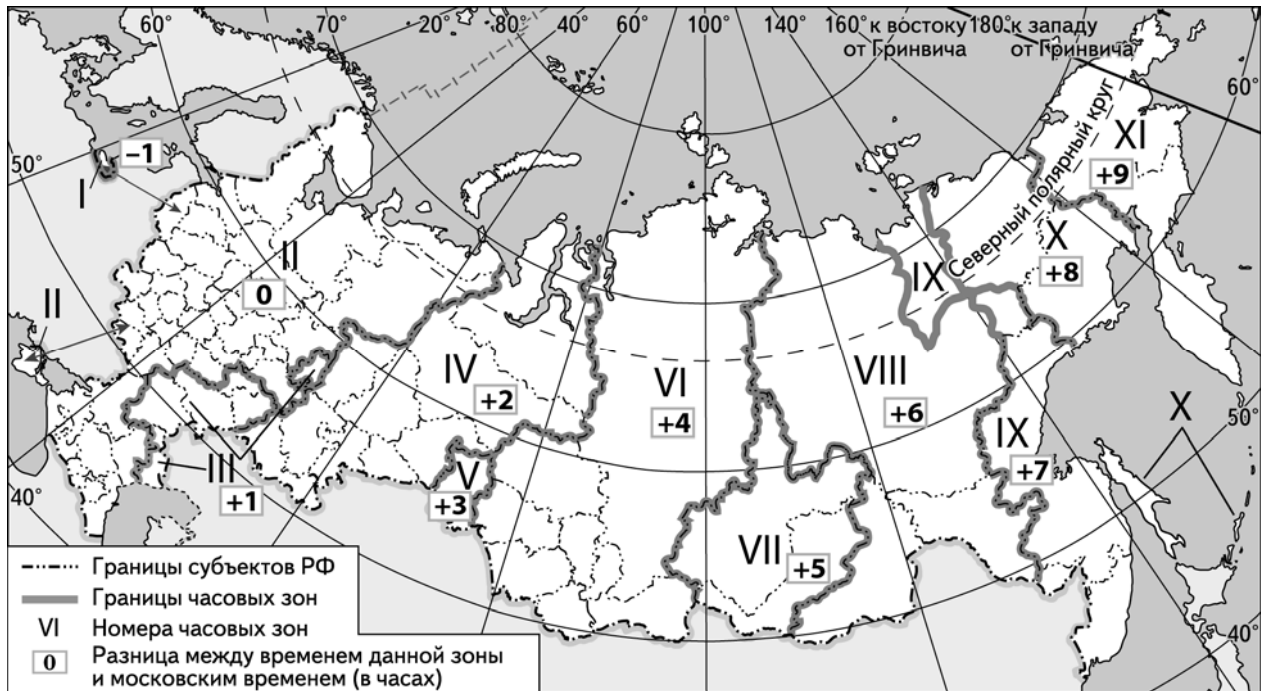 60° 70° 20° 40° 60° 100° 140° 160° к востоку 180° к западу
от Гринвича от Гринвича
60°
50°
−1
I
II
0
II
III
+1
40°
IV
+2
V
+3
VI
+4
VII
+5
VIII
+6
IX
IX
+7
X
+8
XI
+9
Северный полярный круг
X
50°
40°
Границы субъектов РФ
Границы часовых зон
VI Номера часовых зон
0 Разница между временем данной зоны
и московским временем (в часах)